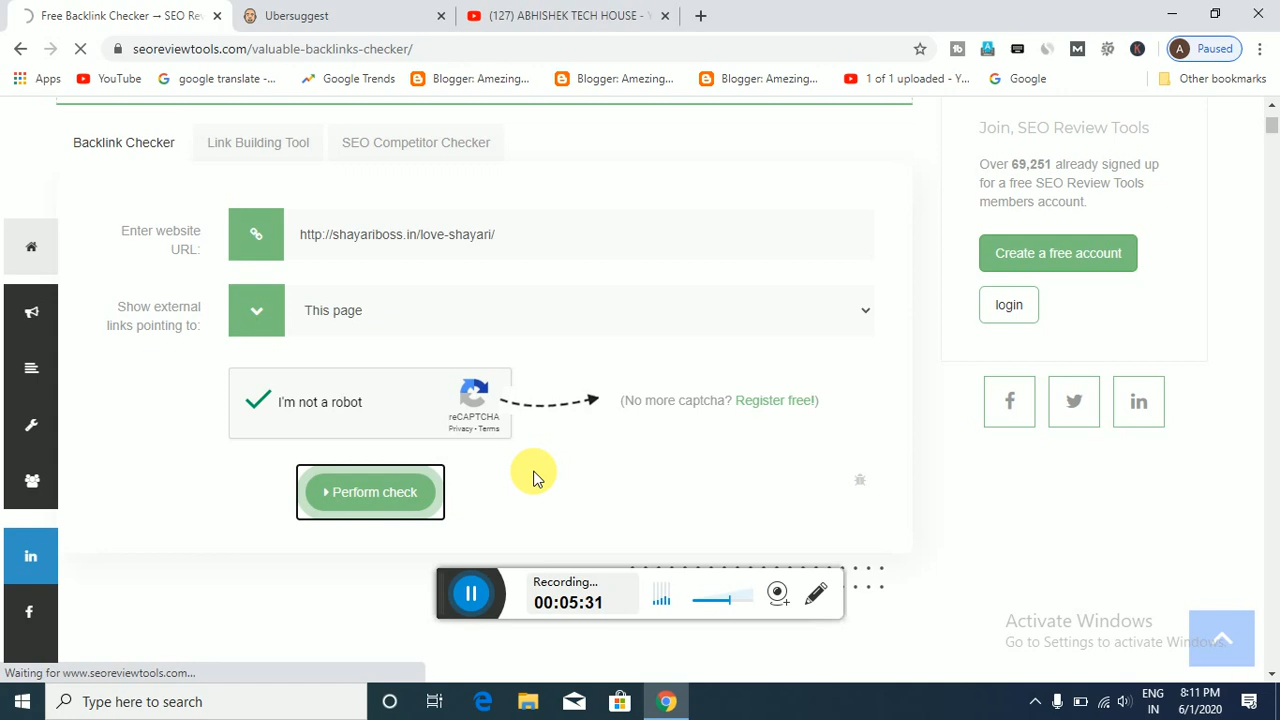 Free Backlink Checker → SEO Re
Ubersuggest
(127) ABHISHEK TECH HOUSE - Y
seoreviewtools.com/valuable-backlinks-checker/
A Paused
Apps
YouTube
google translate -...
Google Trends
Blogger: Amezing...
Blogger: Amezing...
Blogger: Amezing...
1 of 1 uploaded - Y...
Google
Other bookmarks
Backlink Checker
Link Building Tool
SEO Competitor Checker
Enter website
URL:
http://shayariboss.in/love-shayari/
Show external
links pointing to:
This page
I'm not a robot
reCAPTCHA
Privacy - Terms
(No more captcha? Register free!)
Perform check
Join, SEO Review Tools
Over 69,251 already signed up
for a free SEO Review Tools
members account.
Create a free account
login
in
f
Recording...
00:05:31
Activate Windows
Go to Settings to activate Windows.
Waiting for www.seoreviewtools.com...
Type here to search
ENG
IN
8:11 PM
6/1/2020